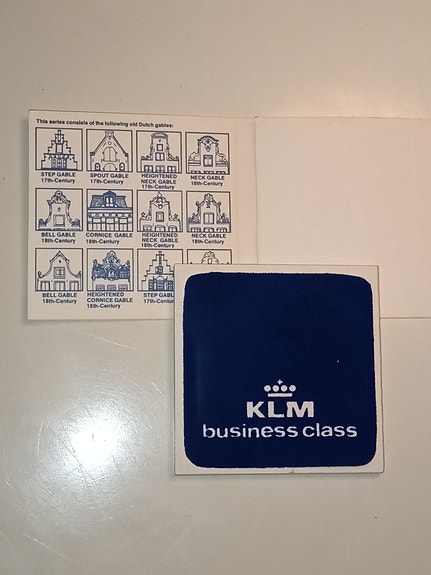 This series consists of the following old Dutch gables:
STEP GABLE
17th-Century
SPOUT GABLE
17th-Century
HEIGHTENED
NECK GABLE
17th-Century
NECK GABLE
18th-Century
BELL GABLE
18th-Century
CORNICE GABLE
18th-Century
HEIGHTENED
NECK GABLE
18th-Century
NECK GABLE
18th-Century
BELL GABLE
18th-Century
HEIGHTENED
CORNICE GABLE
18th-Century
STEP GABLE
KLM
business class